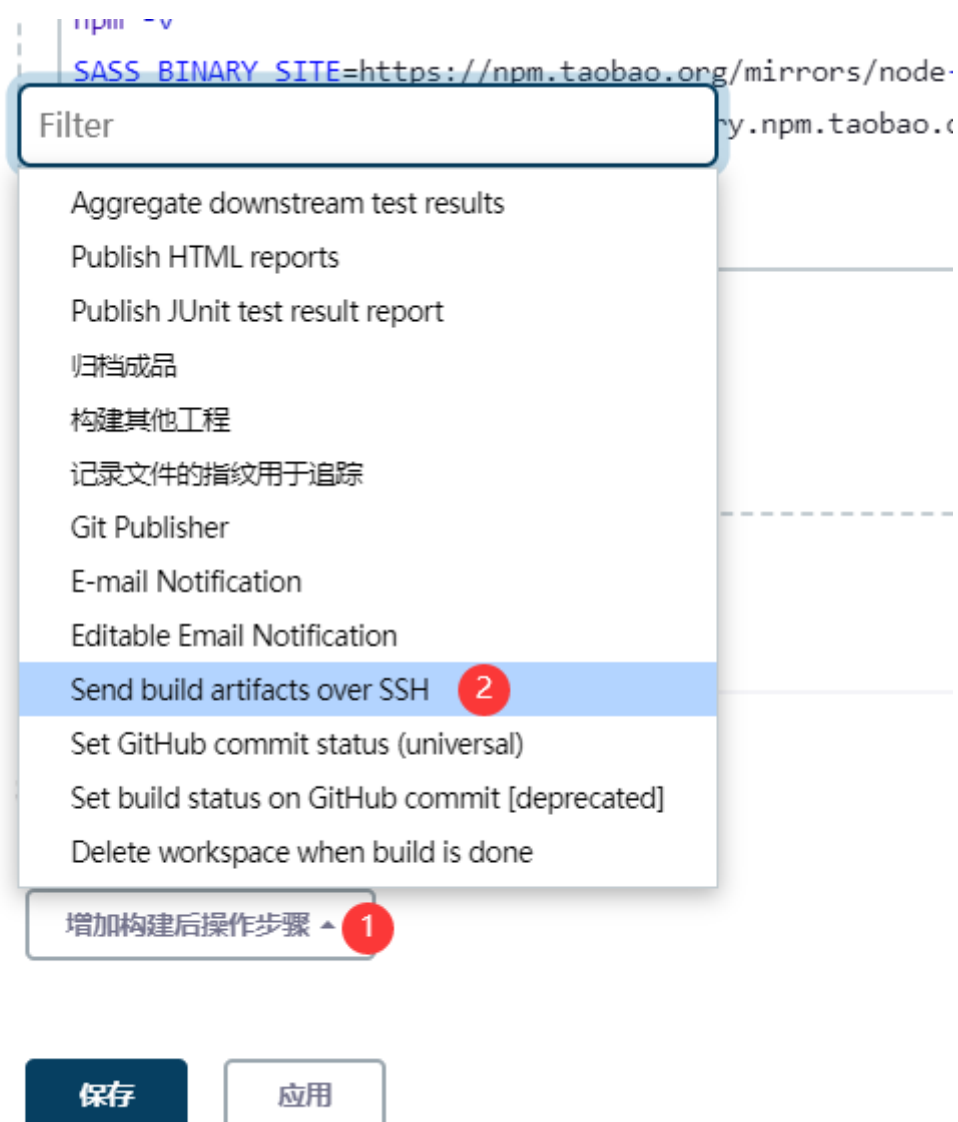 npm -v
SASS_BINARY_SITE=https://npm.taobao.org/mirrors/node-
ry.npm.taobao.
Filter
Aggregate downstream test results
Publish HTML reports
Publish JUnit test result report
归档成品
构建其他工程
记录文件的指纹用于追踪
Git Publisher
E-mail Notification
Editable Email Notification
Send build artifacts over SSH 2
Set GitHub commit status (universal)
Set build status on GitHub commit [deprecated]
Delete workspace when build is done
增加构建后操作步骤 1
保存 应用